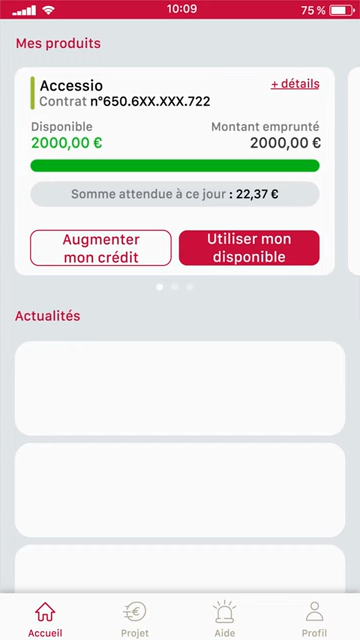 10:09
75 %
Mes produits
Accessio
+ détails
Contrat n°650.6XX.XXX.722
Disponible
Montant emprunté
2000,00 €
2000,00 €
Somme attendue à ce jour : 22,37 €
Augmenter
mon crédit
Utiliser mon
disponible
Actualités
Accueil
Projet
Aide
Profil